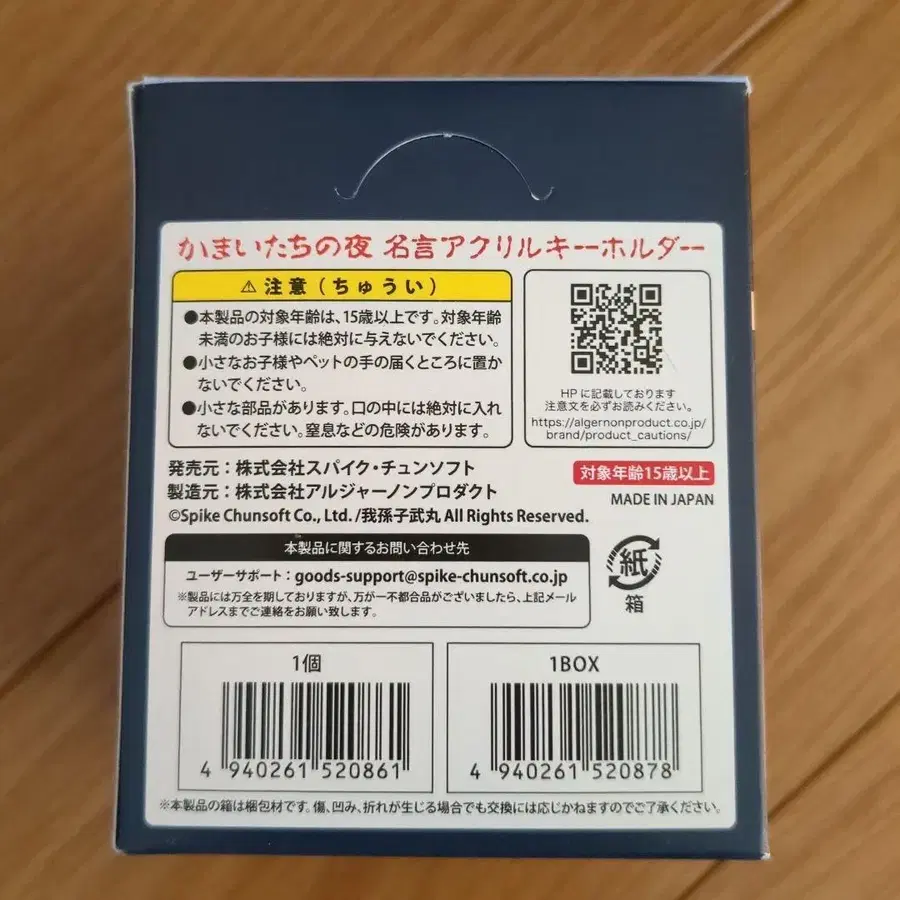 かまいたちの夜 名言アクリルキーホルダー
⚠注意(ちゅうい)
●本製品の対象年齢は、15歳以上です。対象年齢
未満のお子様には絶対に与えないでください。
●小さなお子様やペットの手の届くところに置か
ないでください。
●小さな部品があります。口の中には絶対に入れ
ないでください。窒息などの危険があります。
HPに記載しております
注意文を必ずお読みください。
https://algernonproduct.co.jp/
brand/product_cautions/
発売元:株式会社スパイク・チュンソフト
製造元:株式会社アルジャーノンプロダクト
対象年齢15歳以上
MADE IN JAPAN
©Spike Chunsoft Co., Ltd. /我孫子武丸 All Rights Reserved.
本製品に関するお問い合わせ先
ユーザーサポート:goods-support@spike-chunsoft.co.jp
※製品には万全を期しておりますが、万が一不都合品がございましたら、上記メール
アドレスまでご連絡をお願い致します。
紙
箱
1個
4 940261 520861
1BOX
4 940261 520878
※本製品の箱は梱包材です。傷、凹み、折れが生じる場合でも交換には応じかねますのでご了承ください。